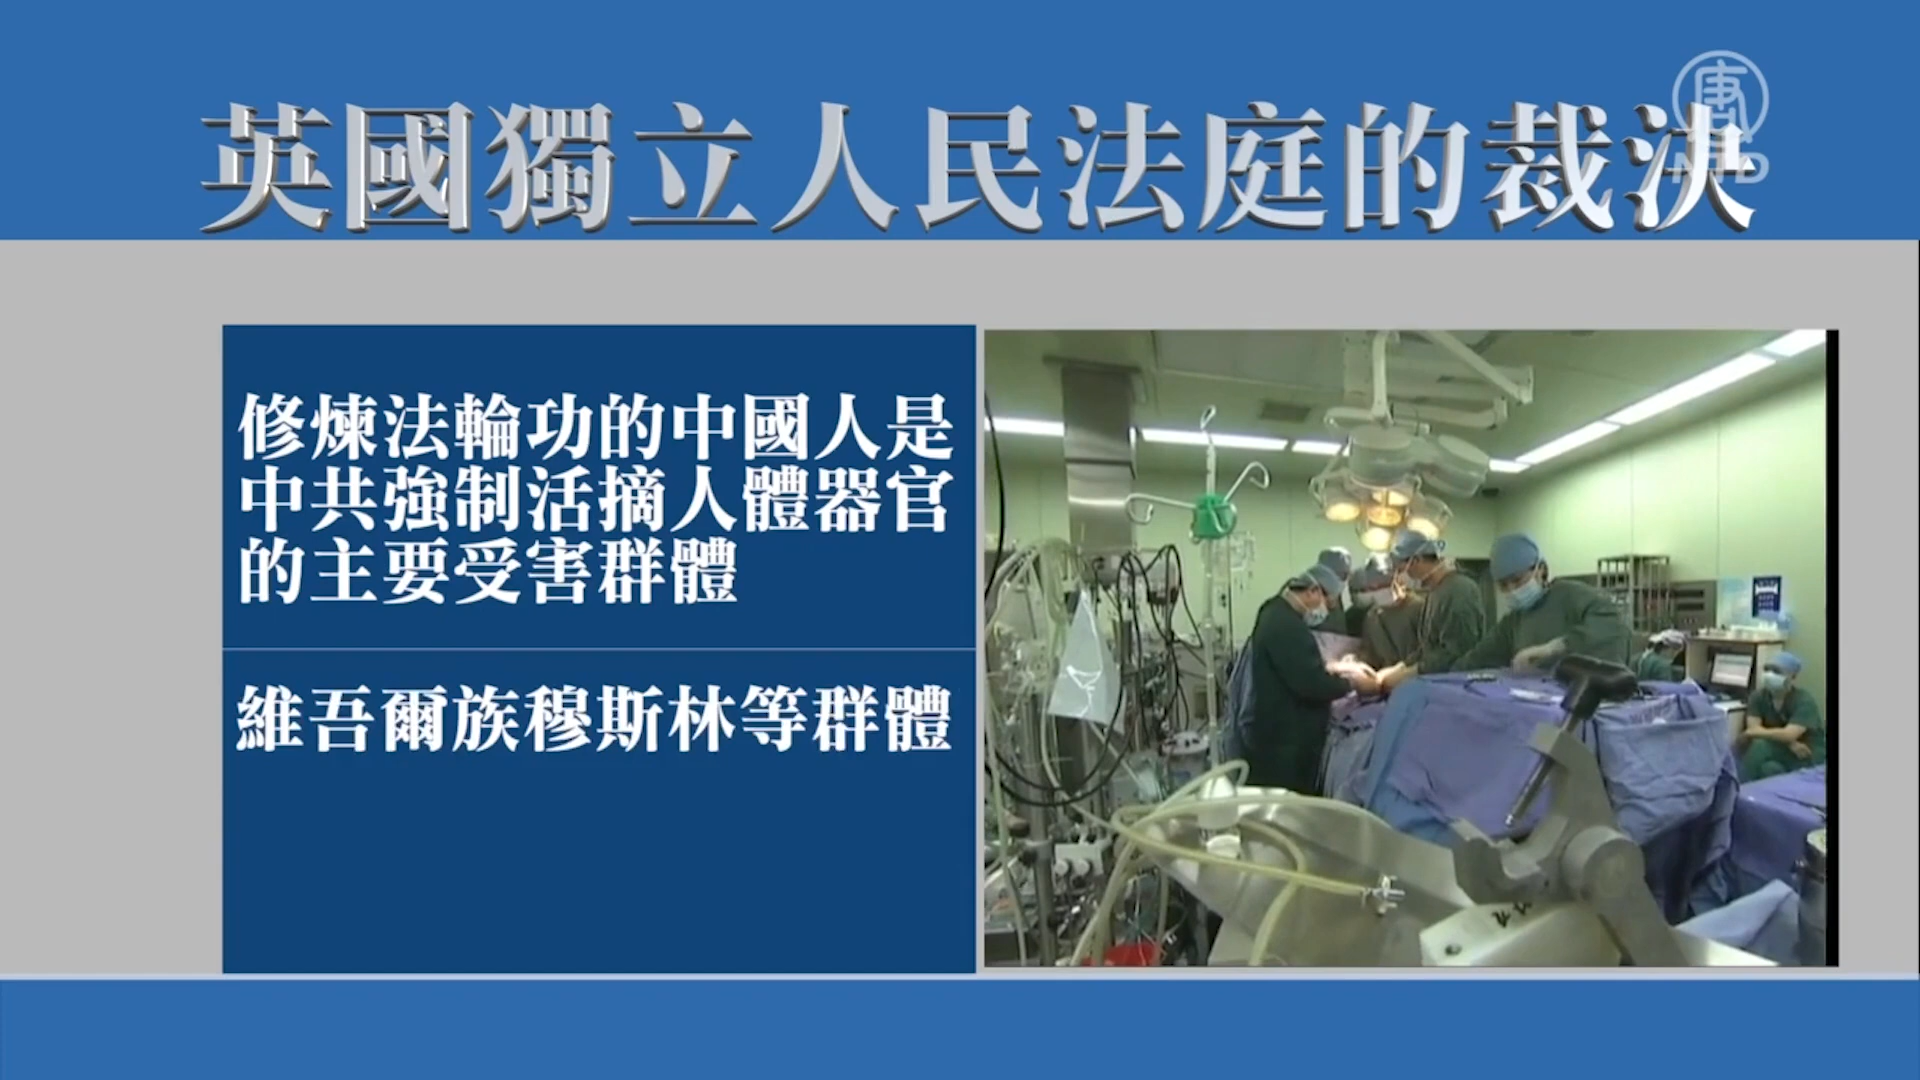 英國獨立人民法庭的裁決
NTD
修煉法輪功的中國人是
中共強制活摘人體器官
的主要受害群體
維吾爾族穆斯林等群體